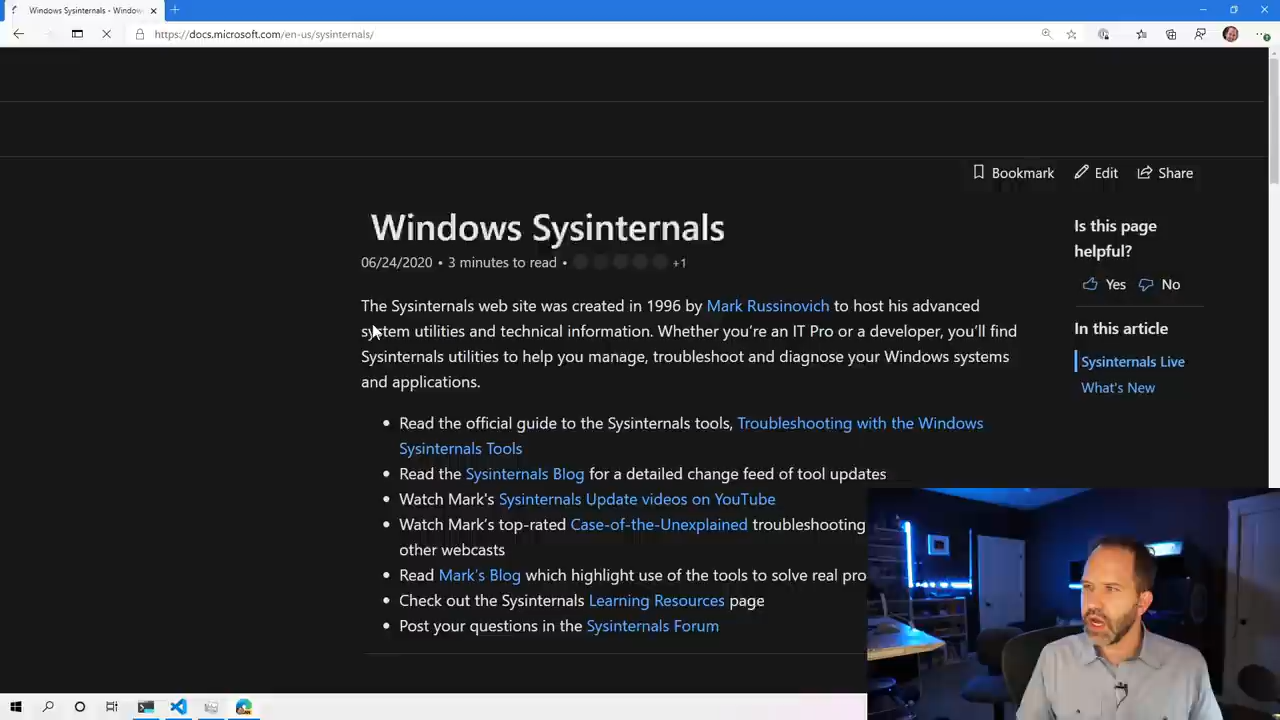 Windows Sysinternals - Window
https://docs.microsoft.com/en-us/sysinternals/
Bookmark
Edit
Share
Windows Sysinternals
06/24/2020 • 3 minutes to read •
+1
Is this page
helpful?
Yes
No
In this article
Sysinternals Live
What's New
The Sysinternals web site was created in 1996 by Mark Russinovich to host his advanced
system utilities and technical information. Whether you're an IT Pro or a developer, you'll find
Sysinternals utilities to help you manage, troubleshoot and diagnose your Windows systems
and applications.
• Read the official guide to the Sysinternals tools, Troubleshooting with the Windows
Sysinternals Tools
• Read the Sysinternals Blog for a detailed change feed of tool updates
• Watch Mark's Sysinternals Update videos on YouTube
• Watch Mark's top-rated Case-of-the-Unexplained troubleshooting
other webcasts
• Read Mark's Blog which highlight use of the tools to solve real pro
• Check out the Sysinternals Learning Resources page
• Post your questions in the Sysinternals Forum